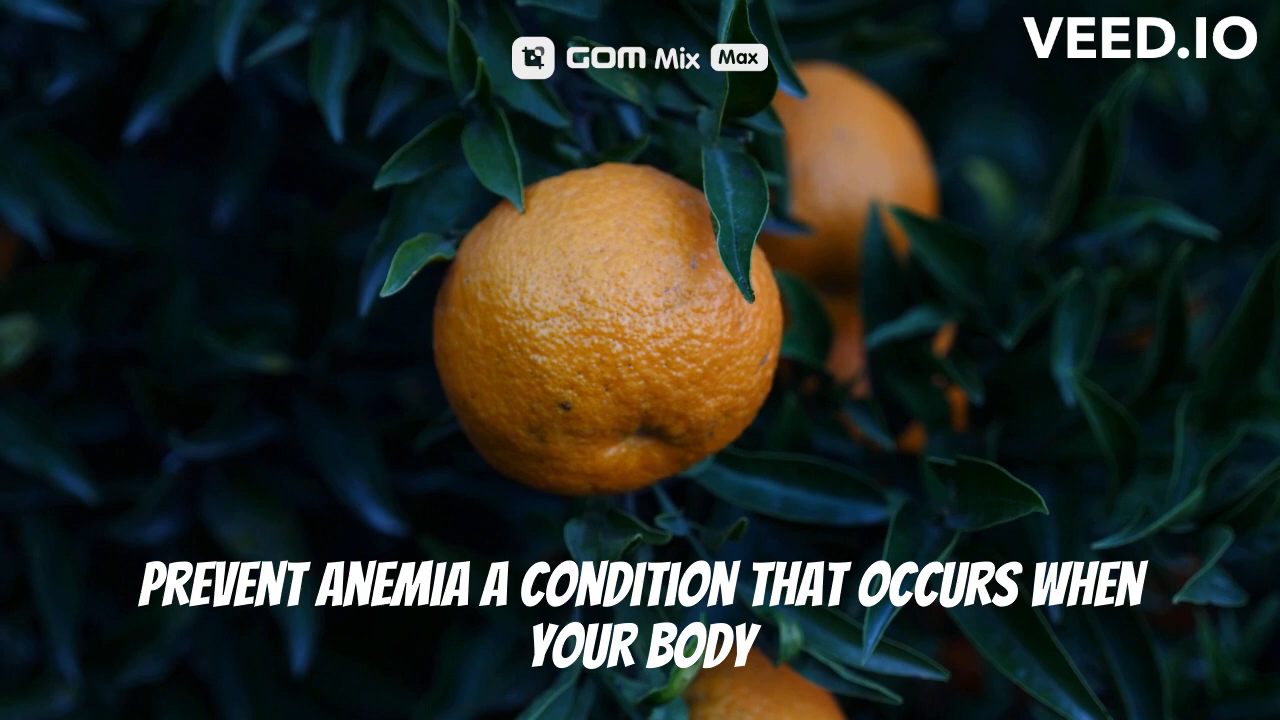 GOM Mix Max
VEED.IO
PREVENT ANEMIA A CONDITION THAT OCCURS WHEN
YOUR BODY